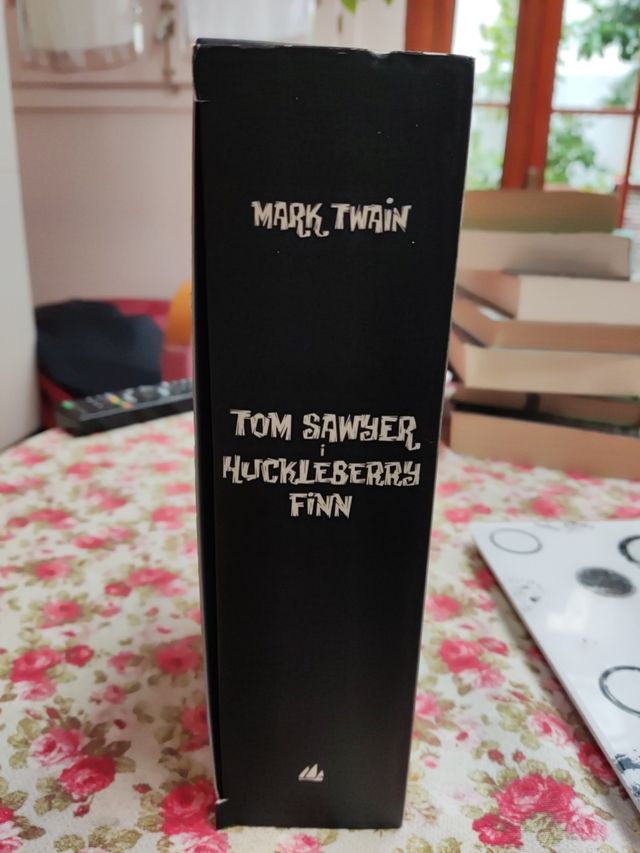 MARK TWAiN
TOM SAWYER
i
HUCKLEBERRY
FiNN